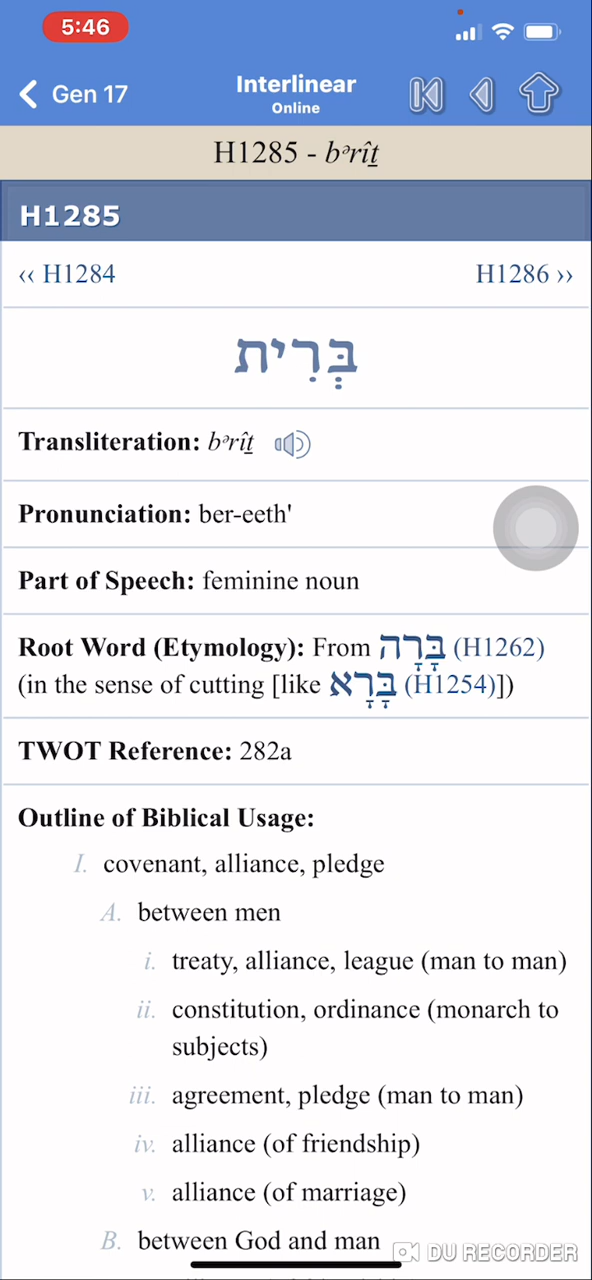 5:46
Gen 17
Interlinear
Online
H1285 - bᵊrîṯ
H1285
‹‹ H1284 H1286 ››
בְּרִית
Transliteration: bᵊrîṯ
Pronunciation: ber-eeth'
Part of Speech: feminine noun
Root Word (Etymology): From בָּרָה (H1262)
(in the sense of cutting [like בָּרָא (H1254)])
TWOT Reference: 282a
Outline of Biblical Usage:
I. covenant, alliance, pledge
A. between men
i. treaty, alliance, league (man to man)
ii. constitution, ordinance (monarch to
subjects)
iii. agreement, pledge (man to man)
iv. alliance (of friendship)
v. alliance (of marriage)
B. between God and man
DU RECORDER